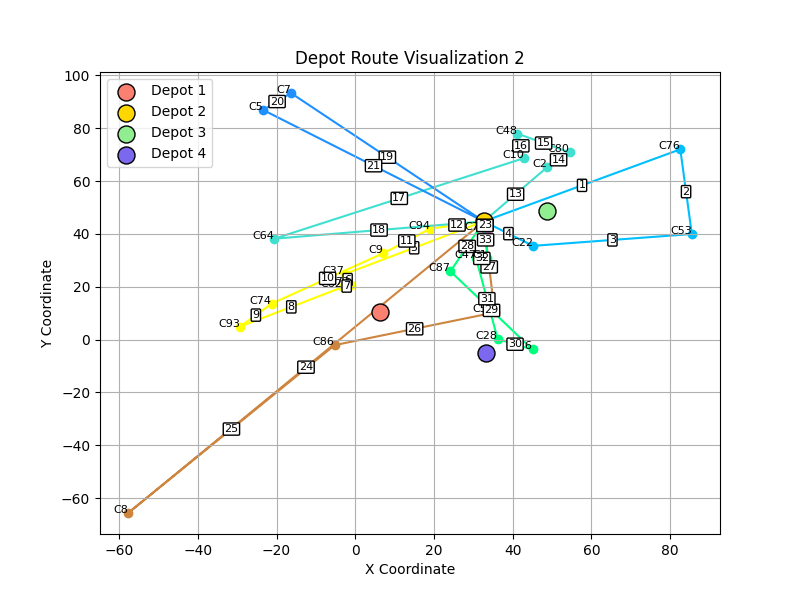 Depot Route Visualization 2
100
80
60
40
20
0
−20
−40
−60
Y Coordinate
−60
−40
−20
0
20
40
60
80
X Coordinate
Depot 1
Depot 2
Depot 3
Depot 4
C7
20
C5
19
21
C48
16
15
C80
C10
14
C2
13
C76
1
2
C53
3
4
C22
17
C64
18
C94
12
23
11
C9
C37
10
7
C74
9
8
C93
33
28
32
27
C87
31
29
C28
30
C86
26
24
25
C8